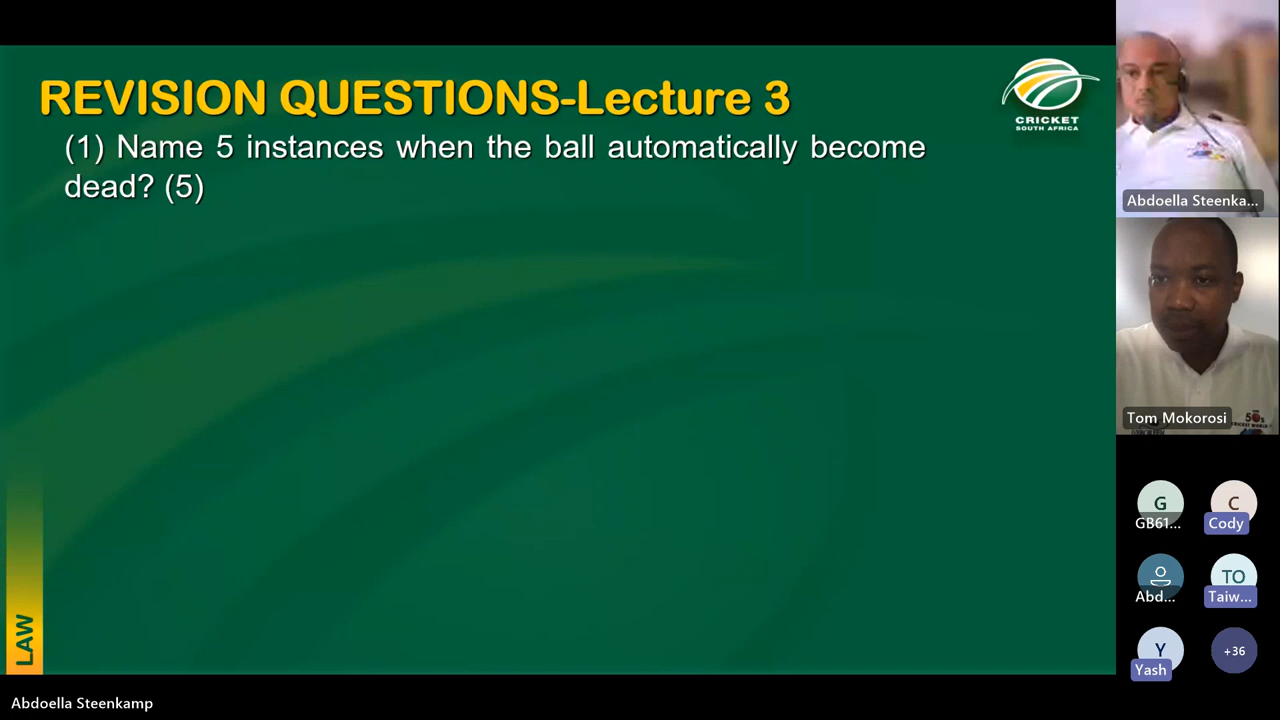 REVISION QUESTIONS-Lecture 3
(1) Name 5 instances when the ball automatically become
dead? (5)
CRICKET
SOUTH AFRICA
LAW
Abdoella Steenka...
Tom Mokorosi
G
GB61...
C
Cody
Abd...
TO
Taiw...
Y
Yash
+36
Abdoella Steenkamp